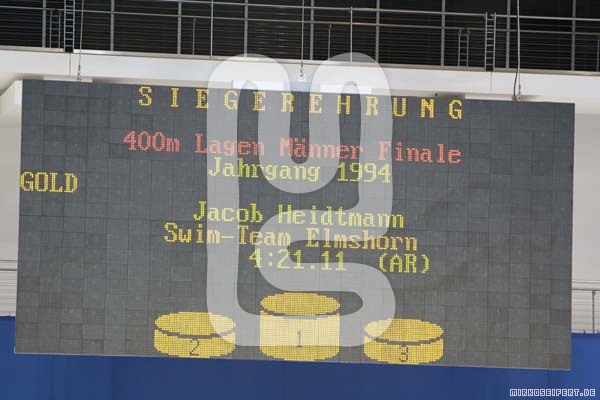 SIEGEREHRUNG
400m Lagen Männer Finale
Jahrgang 1994
GOLD
Jacob Heidtmann
Swim-Team Elmshorn
4:21.11 (AR)
2 1 3
MIRKOSEIFERT.DE